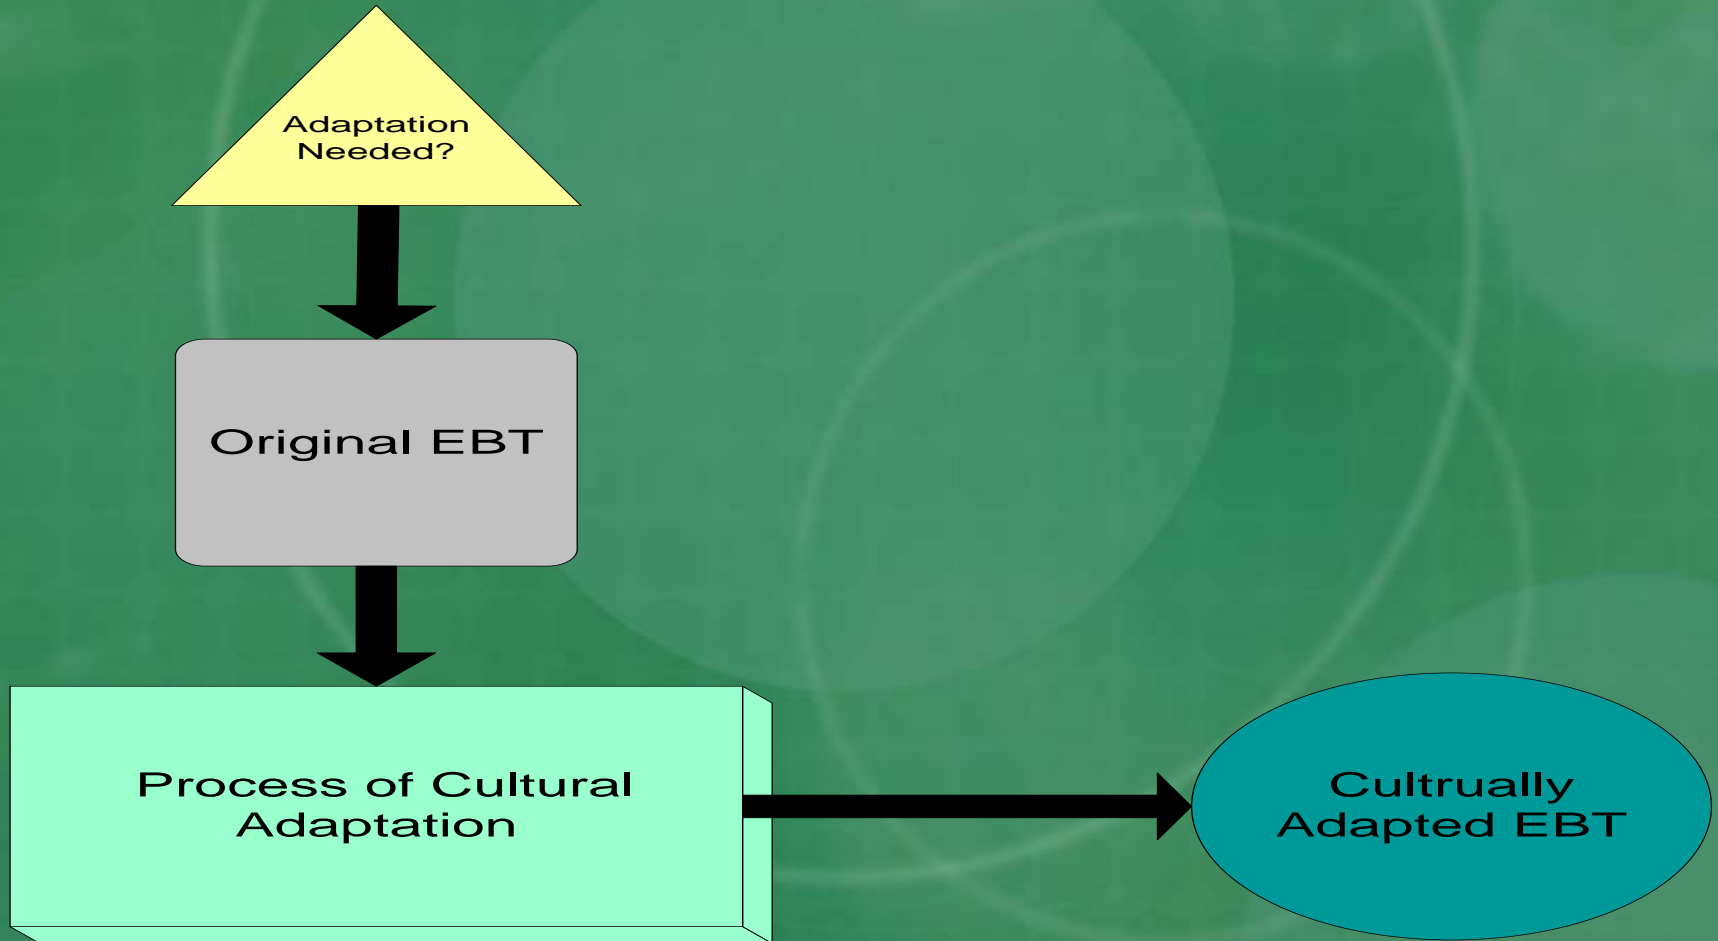 Adaptation
Needed?
Original EBT
Process of Cultural
Adaptation
Cultrually
Adapted EBT